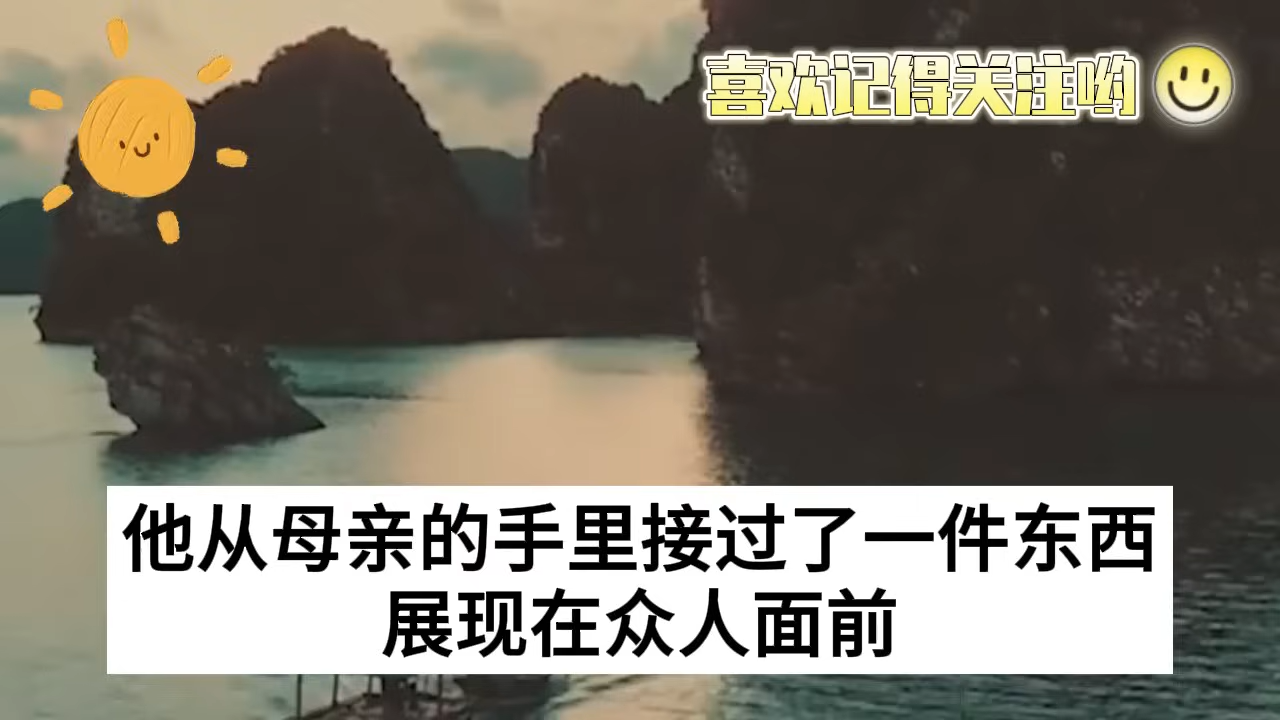 喜欢记得关注哟
他从母亲的手里接过了一件东西
展现在众人面前